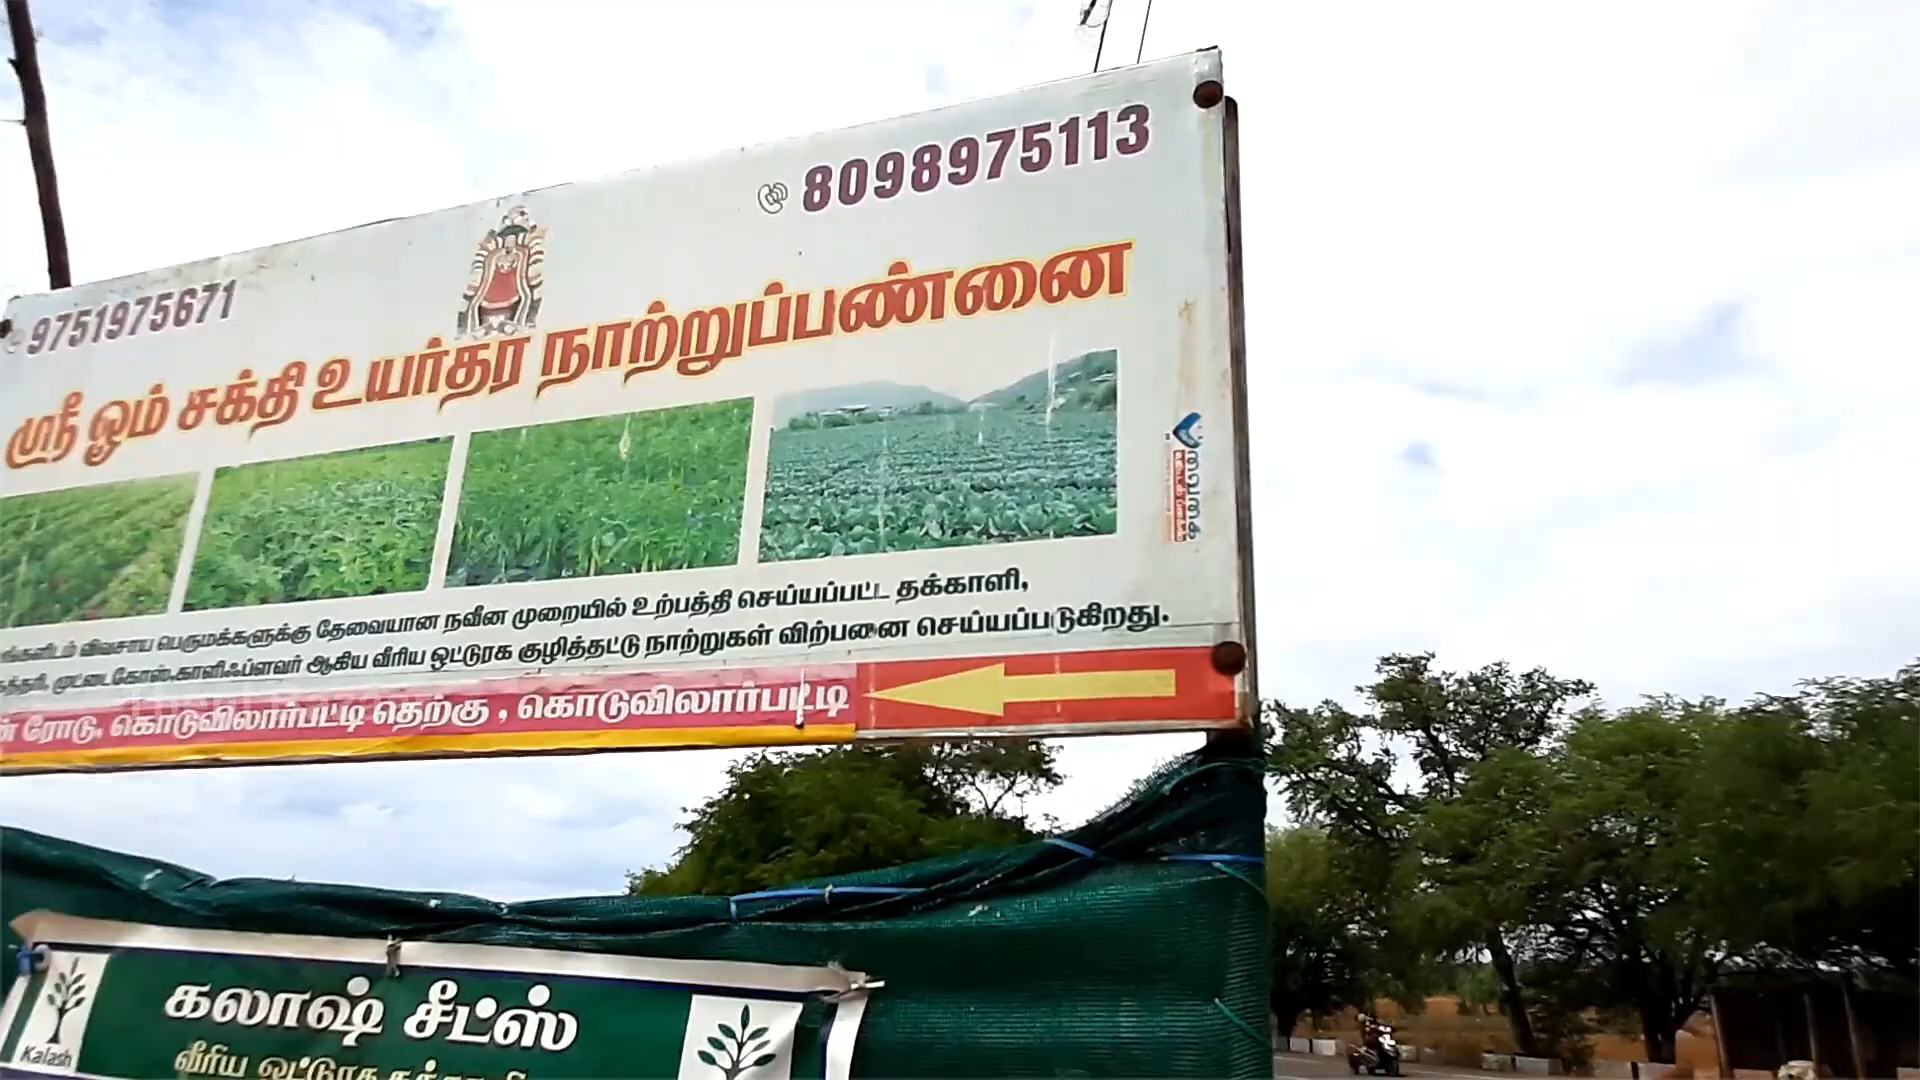 8098975113
9751975671
ஸ்ரீ ஓம் சக்தி உயர்தர நாற்றுப்பண்ணை
விவசாய பெருமக்களுக்கு தேவையான நவீன முறையில் உற்பத்தி செய்யப்பட்ட தக்காளி,
முட்டைகோஸ்,காளிஃப்ளவர் ஆகிய வீரிய ஒட்டுரக குழித்தட்டு நாற்றுகள் விற்பனை செய்யப்படுகிறது.
ரோடு, கொடுவிலார்பட்டி தெற்கு , கொடுவிலார்பட்டி
கலாஷ் சீட்ஸ்
Kalash
வீரிய ஒட்டுரக